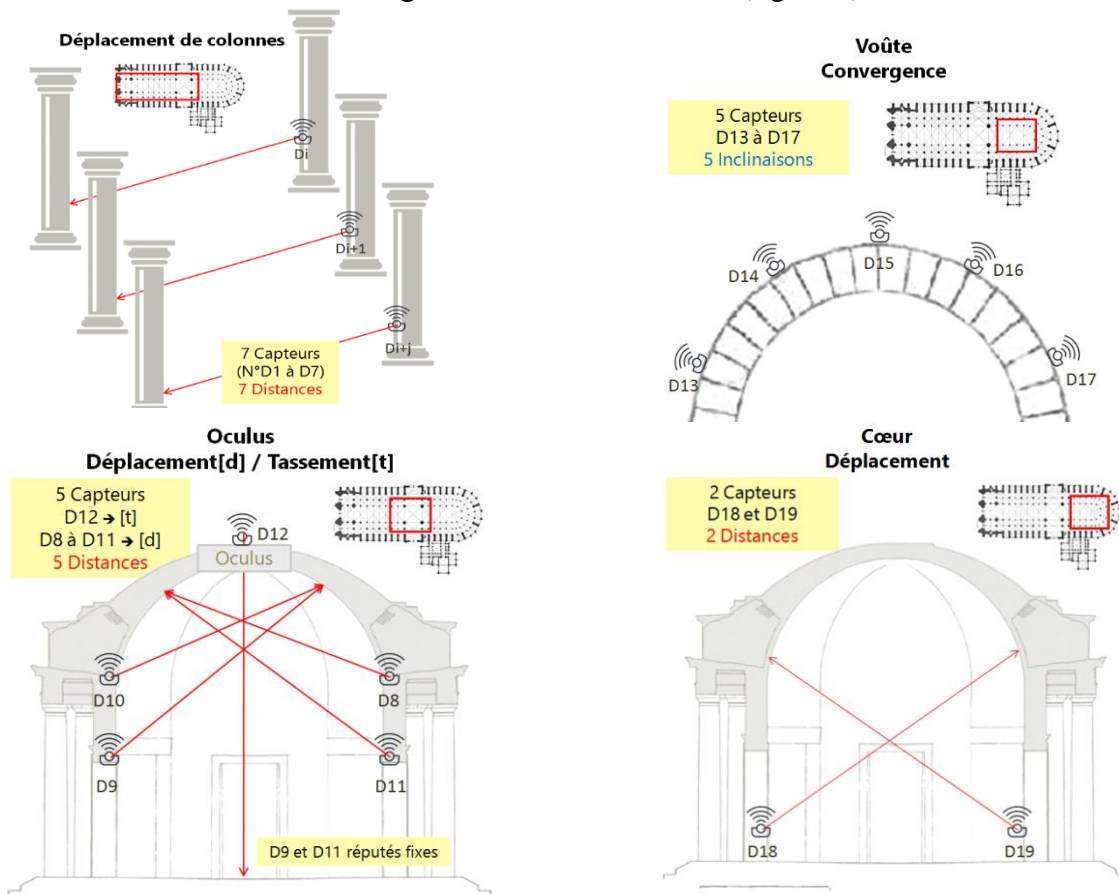 Déplacement de colonnes
Di
Di+1
Di+j
7 Capteurs
(N°D1 à D7)
7 Distances
Voûte
Convergence
5 Capteurs
D13 à D17
5 Inclinaisons
D13
D14
D15
D16
D17
Oculus
Déplacement[d] / Tassement[t]
5 Capteurs
D12 → [t]
D8 à D11 → [d]
5 Distances
D12
Oculus
D10
D8
D9
D11
D9 et D11 réputés fixes
Cœur
Déplacement
2 Capteurs
D18 et D19
2 Distances
D18
D19